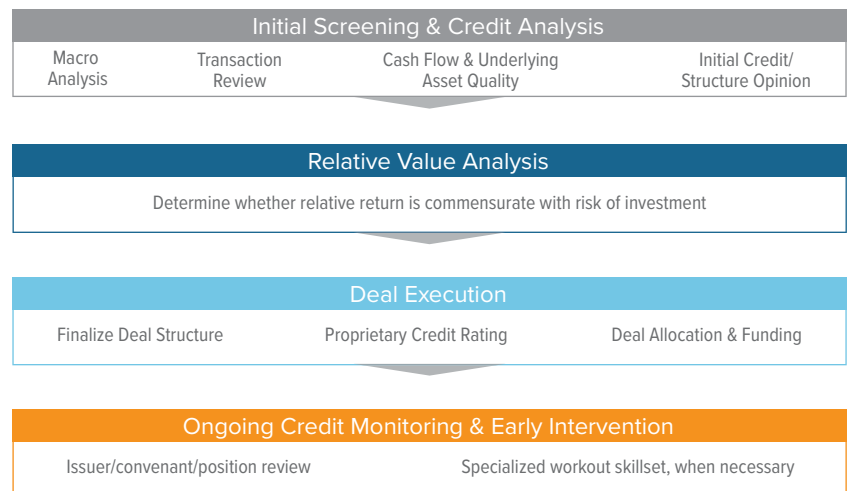 Initial Screening & Credit Analysis
Macro
Analysis
Transaction
Review
Cash Flow & Underlying
Asset Quality
Initial Credit/
Structure Opinion
Relative Value Analysis
Determine whether relative return is commensurate with risk of investment
Deal Execution
Finalize Deal Structure
Proprietary Credit Rating
Deal Allocation & Funding
Ongoing Credit Monitoring & Early Intervention
Issuer/convenant/position review
Specialized workout skillset, when necessary